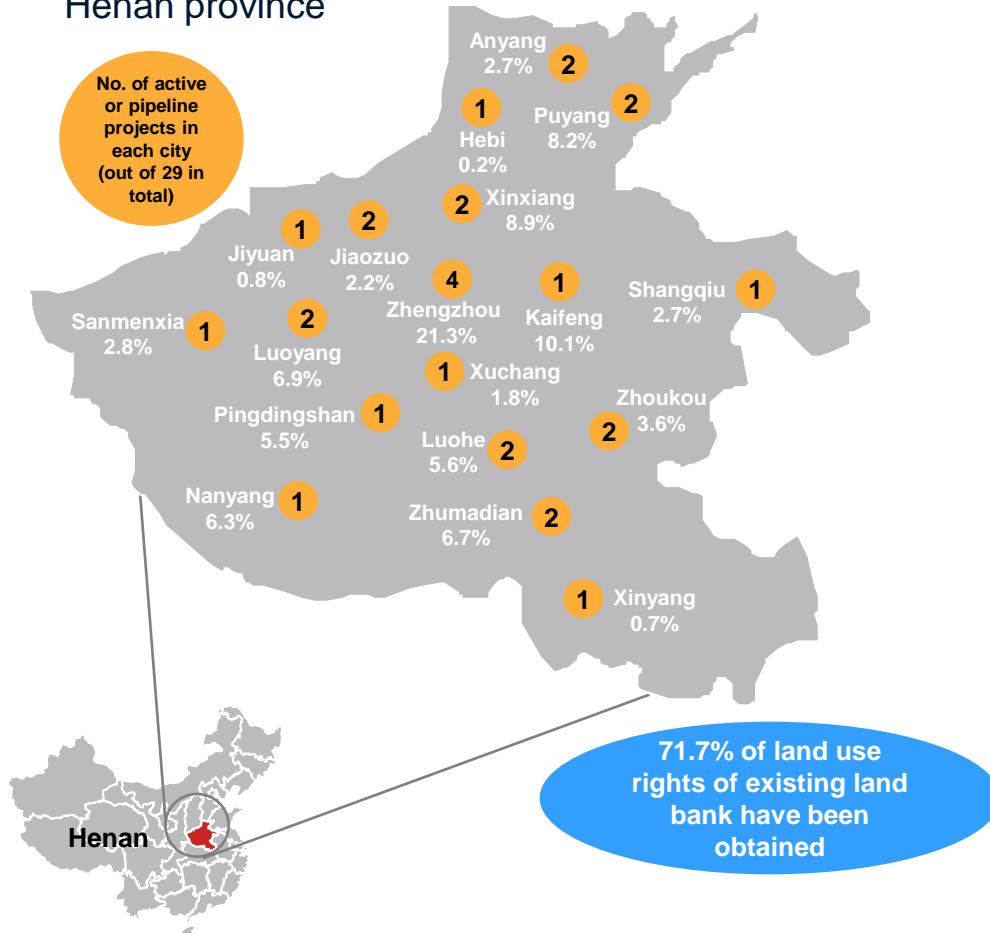 Henan province
No. of active
or pipeline
projects in
each city
(out of 29 in
total)
Anyang
2.7%
2
1
Hebi
0.2%
2
Puyang
8.2%
2
Xinxiang
8.9%
1
Jiyuan
0.8%
2
Jiaozuo
2.2%
4
Zhengzhou
21.3%
1
Kaifeng
10.1%
Shangqiu
2.7%
1
Sanmenxia
2.8%
1
2
Luoyang
6.9%
1
Xuchang
1.8%
Pingdingshan
5.5%
1
Luohe
5.6%
2
Zhoukou
3.6%
2
Nanyang
6.3%
1
Zhumadian
6.7%
2
1
Xinyang
0.7%
71.7% of land use
rights of existing land
bank have been
obtained
Henan